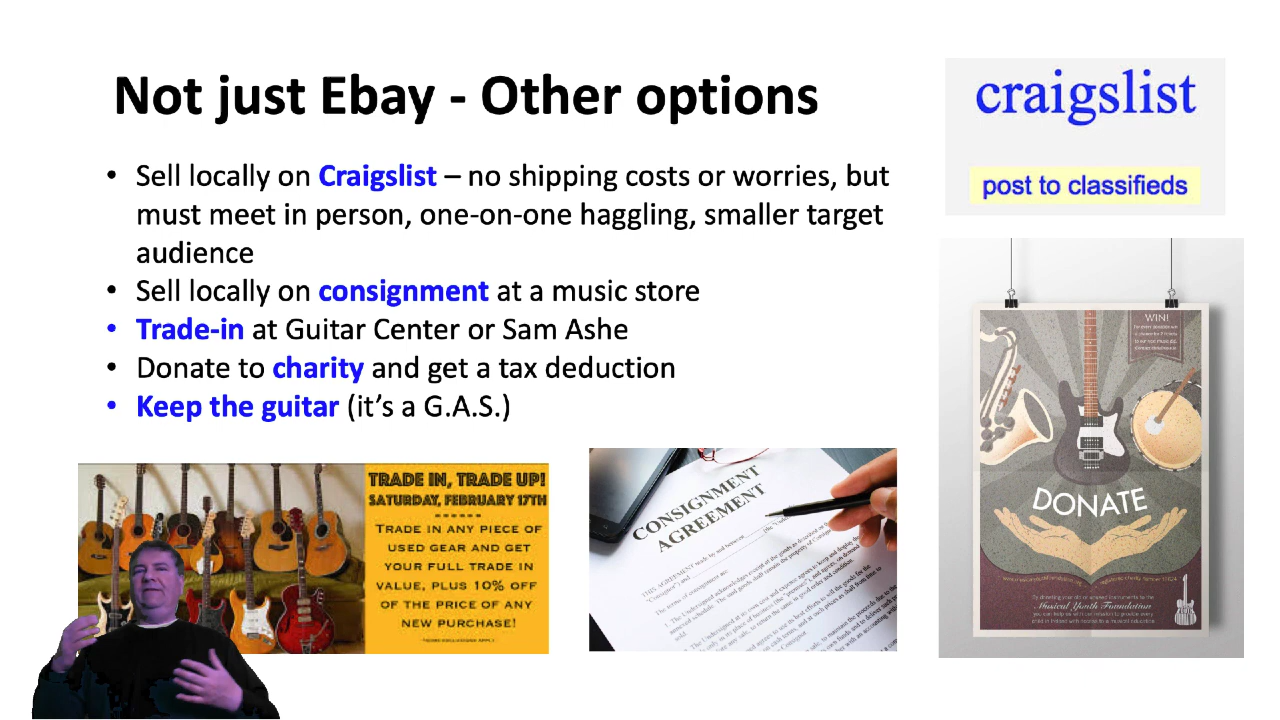 Not just Ebay - Other options
• Sell locally on Craigslist – no shipping costs or worries, but
must meet in person, one-on-one haggling, smaller target
audience
• Sell locally on consignment at a music store
• Trade-in at Guitar Center or Sam Ashe
• Donate to charity and get a tax deduction
• Keep the guitar (it's a G.A.S.)
craigslist
post to classifieds
TRADE IN, TRADE UP!
SATURDAY, FEBRUARY 17TH
TRADE IN ANY PIECE OF
USED GEAR AND GET
YOUR FULL TRADE IN
VALUE, PLUS 10% OFF
OF THE PRICE OF ANY
NEW PURCHASE!
CONSIGNMENT
AGREEMENT
WIN!
DONATE
Musical Youth Foundation